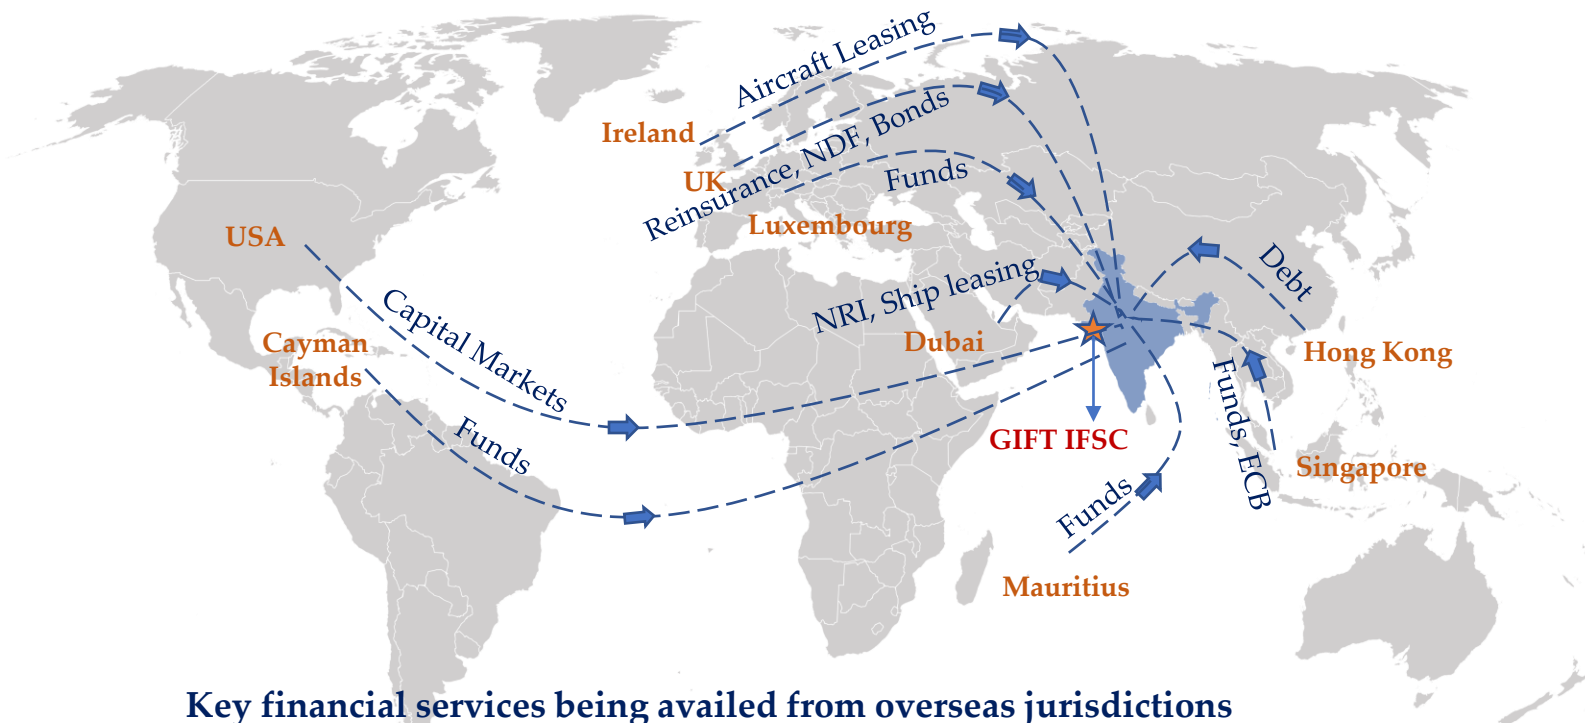 Aircraft Leasing
Ireland
Reinsurance, NDF, Bonds
UK
Funds
Luxembourg
USA
Capital Markets
NRI, Ship leasing
Dubai
Debt
Hong Kong
Cayman
Islands
Funds
GIFT IFSC
Funds, ECB
Singapore
Funds
Mauritius
Key financial services being availed from overseas jurisdictions